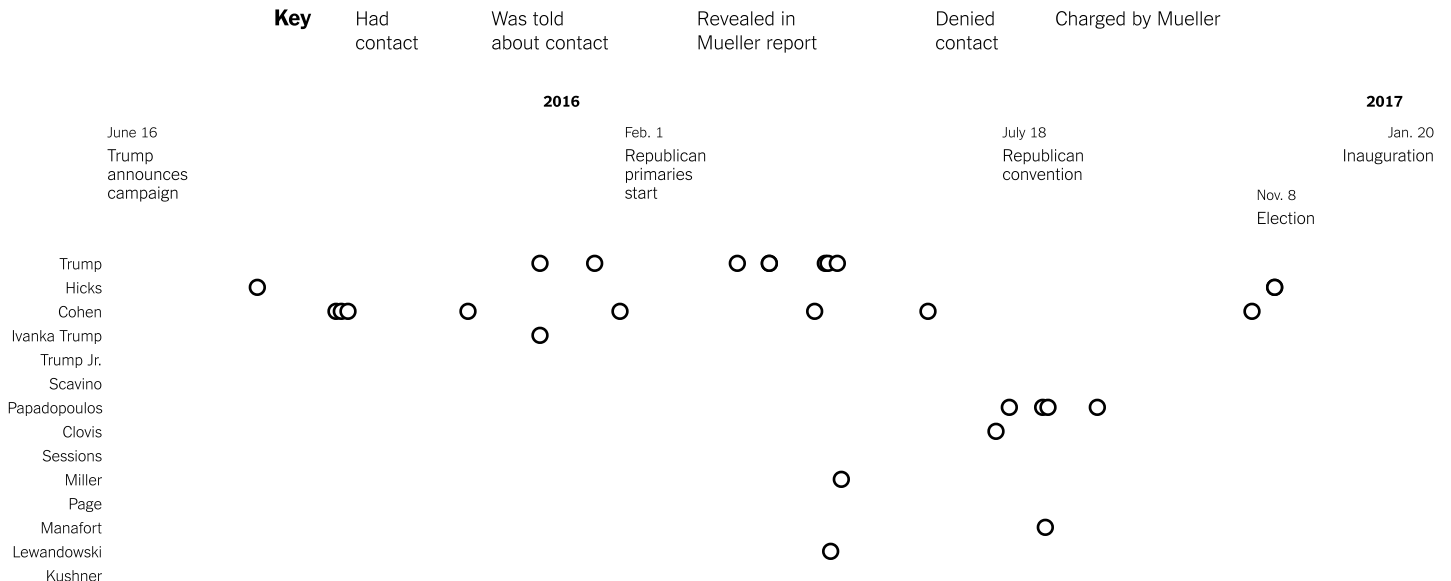 Key
Had
contact
Was told
about contact
Revealed in
Mueller report
Denied
contact
Charged by Mueller
2016
2017
June 16
Trump
announces
campaign
Feb. 1
Republican
primaries
start
July 18
Republican
convention
Nov. 8
Election
Jan. 20
Inauguration
Trump
Hicks
Cohen
Ivanka Trump
Trump Jr.
Scavino
Papadopoulos
Clovis
Sessions
Miller
Page
Manafort
Lewandowski
Kushner